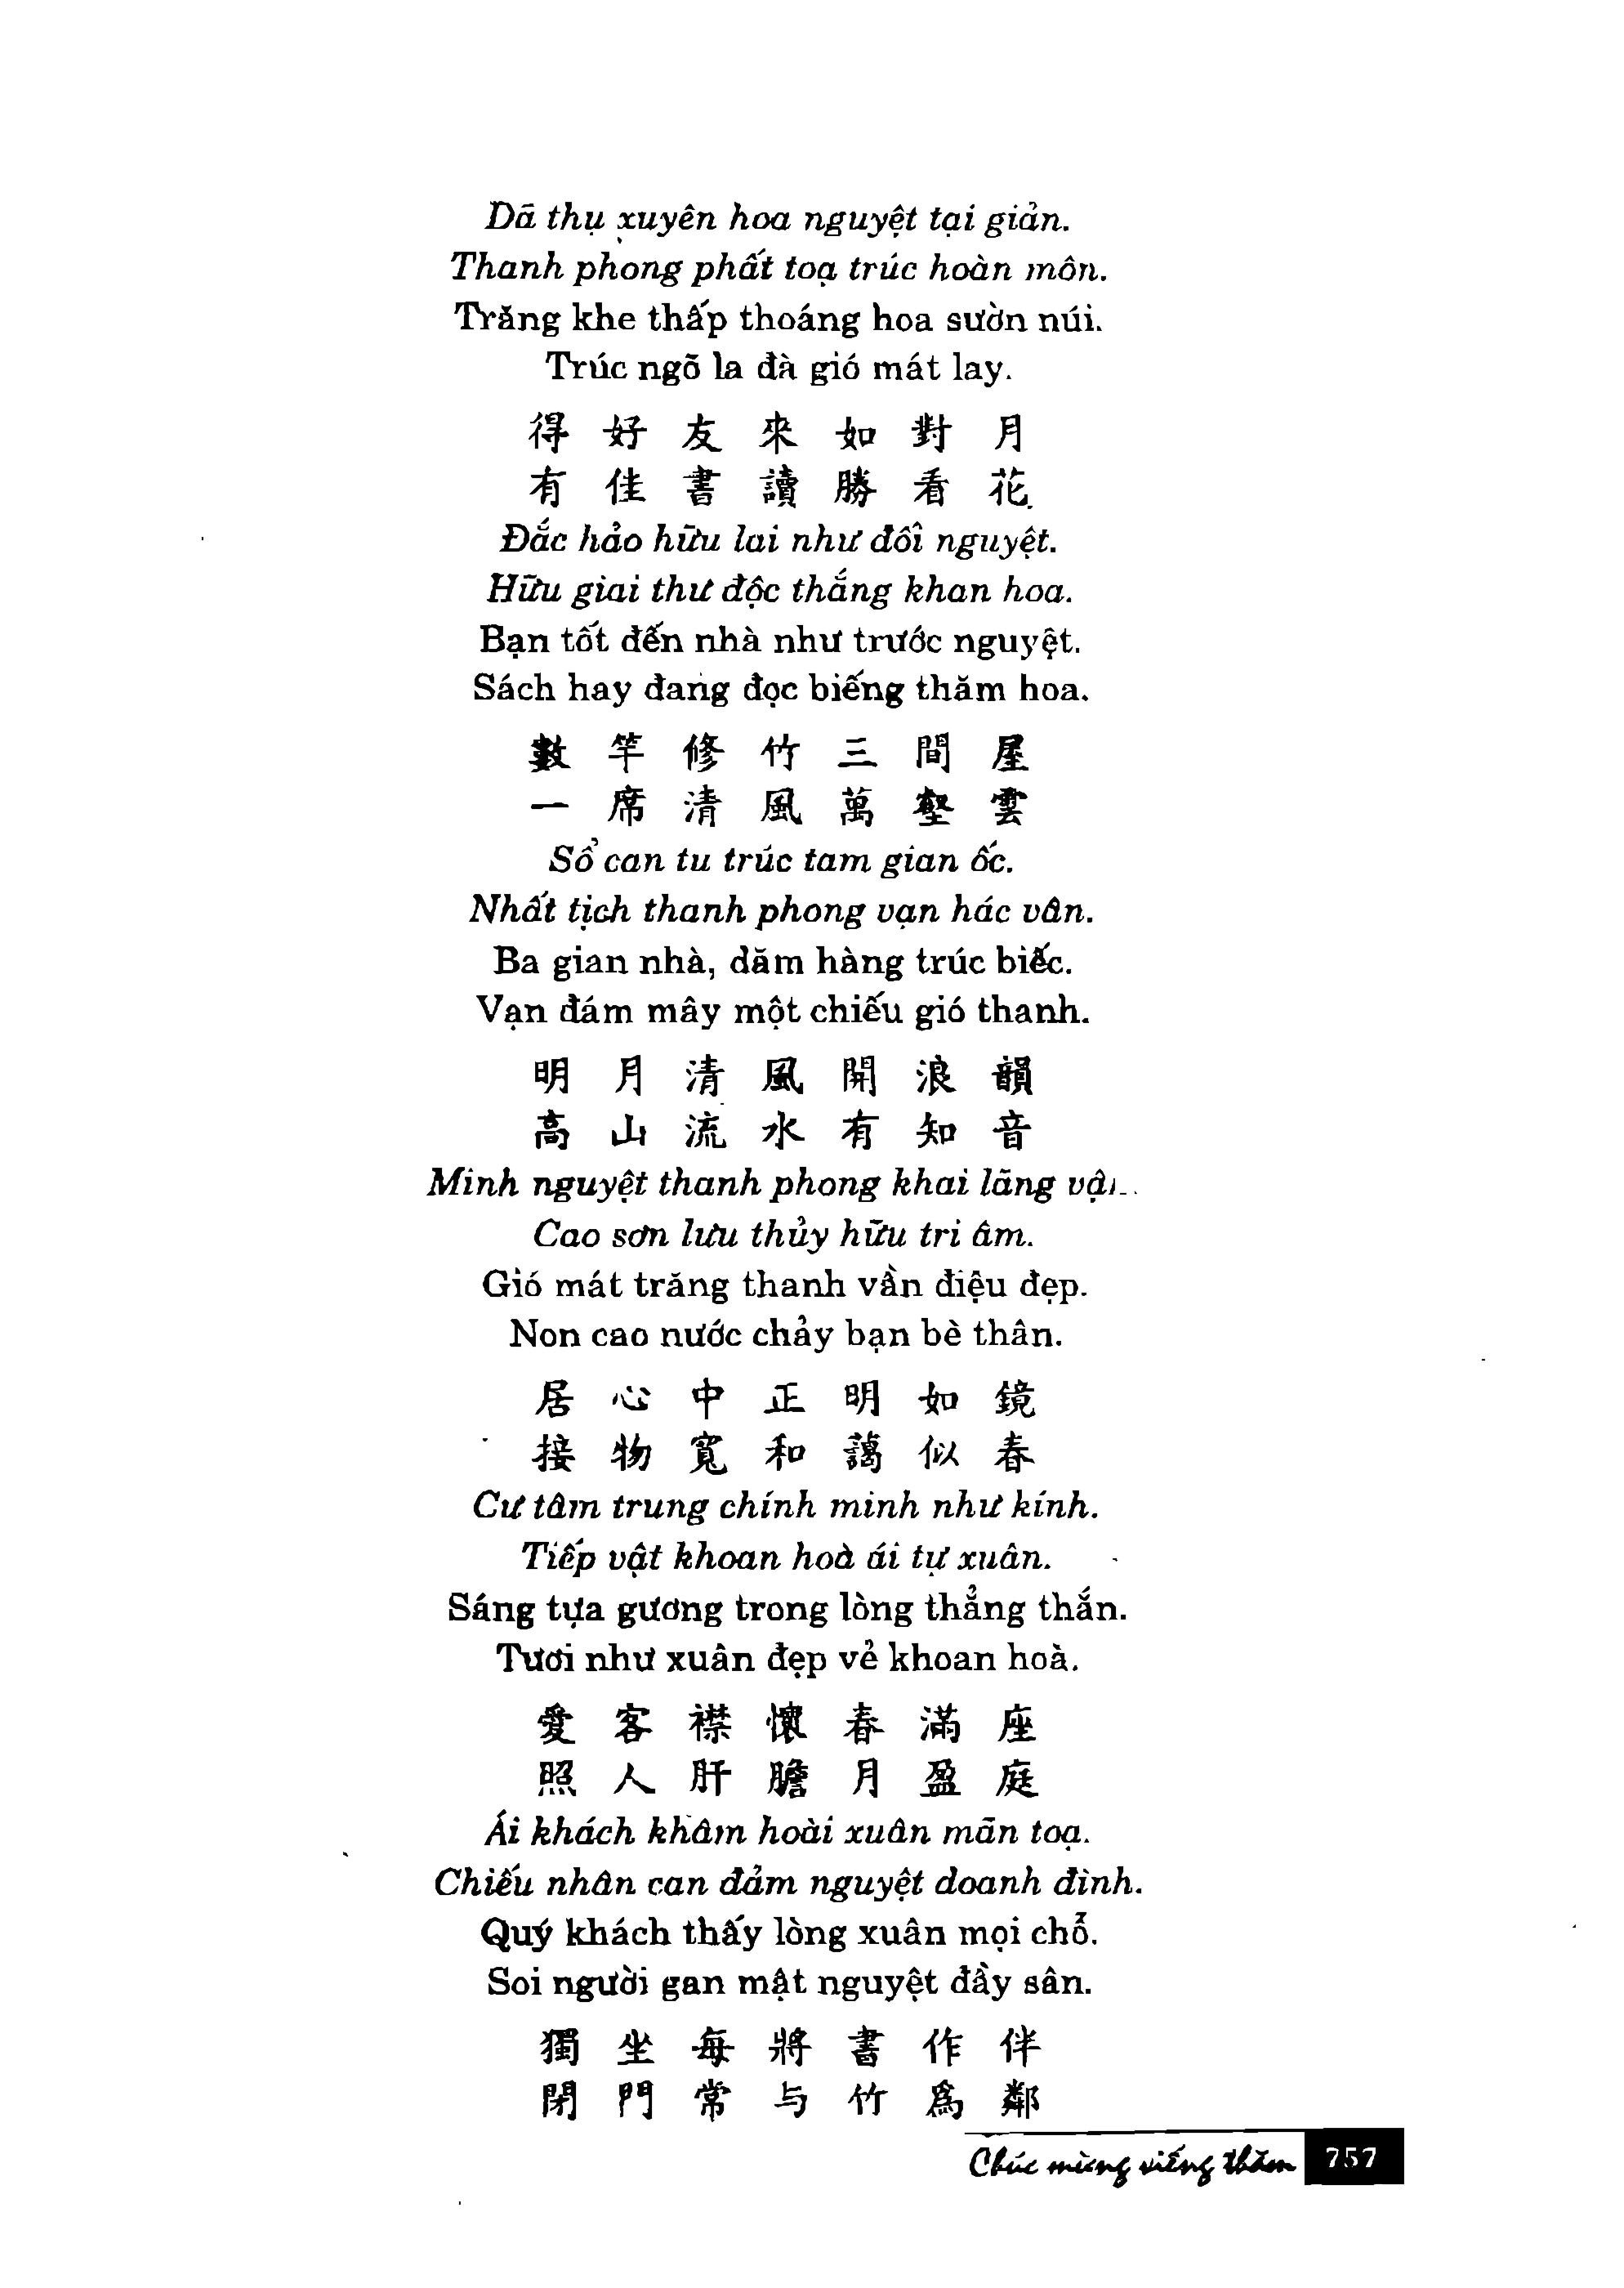 Dã thụ xuyên hoa nguyệt tại giản.
Thanh phong phất toạ trúc hoàn môn.
Trăng khe thấp thoáng hoa sườn núi.
Trúc ngõ la đà gió mát lay.
得 好 友 來 如 對 月
有 佳 書 讀 勝 看 花
Đắc hảo hữu lai như đối nguyệt.
Hữu giai thư độc thắng khan hoa.
Bạn tốt đến nhà như trước nguyệt.
Sách hay đang đọc biếng thăm hoa.
數 竿 修 竹 三 間 屋
一 席 清 風 萬 壑 雲
Sổ can tu trúc tam gian ốc.
Nhất tịch thanh phong vạn hác vân.
Ba gian nhà, dăm hàng trúc biếc.
Vạn đám mây một chiếu gió thanh.
明 月 清 風 開 浪 韻
高 山 流 水 有 知 音
Minh nguyệt thanh phong khai lãng
Cao sơn lưu thủy hữu tri âm.
Gió mát trăng thanh vần điệu đẹp.
Non cao nước chảy bạn bè thân.
居 心 中 正 明 如 鏡
接 物 寬 和 藹 似 春
Cư tâm trung chính minh như kính.
Tiếp vật khoan hoà ái tự xuân.
Sáng tựa gương trong lòng thẳng thắn.
Tươi như xuân đẹp vẻ khoan hoà.
愛 客 襟 懷 春 滿 座
照 人 肝 膽 月 盈 庭
Ái khách khâm hoài xuân mãn toạ.
Chiếu nhân can đảm nguyệt doanh đình.
Quý khách thấy lòng xuân mọi chỗ.
Soi người gan mật nguyệt đầy sân.
獨 坐 每 將 書 作 伴
閉 門 常 与 竹 爲 鄰
Chúc mừng viếng thăm 757